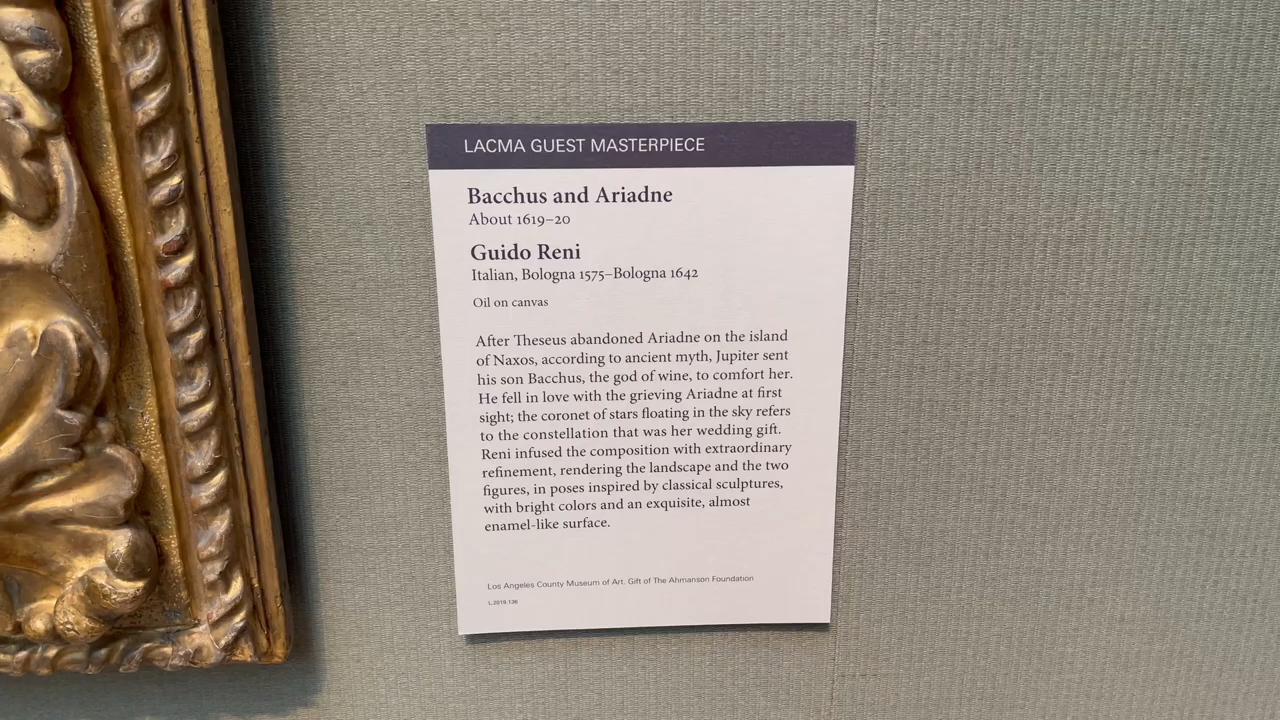 LACMA GUEST MASTERPIECE
Bacchus and Ariadne
About 1619–20
Guido Reni
Italian, Bologna 1575–Bologna 1642
Oil on canvas
After Theseus abandoned Ariadne on the island
of Naxos, according to ancient myth, Jupiter sent
his son Bacchus, the god of wine, to comfort her.
He fell in love with the grieving Ariadne at first
sight; the coronet of stars floating in the sky refers
to the constellation that was her wedding gift.
Reni infused the composition with extraordinary
refinement, rendering the landscape and the two
figures, in poses inspired by classical sculptures,
with bright colors and an exquisite, almost
enamel-like surface.
Los Angeles County Museum of Art. Gift of The Ahmanson Foundation
L.2019.136